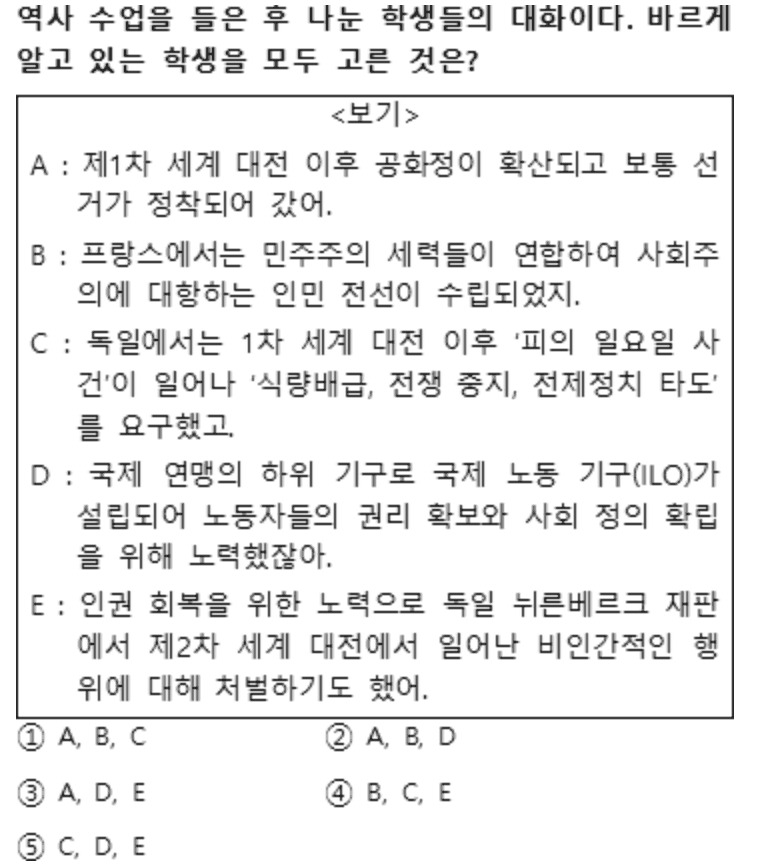 역사 수업을 들은 후 나눈 학생들의 대화이다. 바르게
알고 있는 학생을 모두 고른 것은?
<보기>
A : 제1차 세계 대전 이후 공화정이 확산되고 보통 선
거가 정착되어 갔어.
B : 프랑스에서는 민주주의 세력들이 연합하여 사회주
의에 대항하는 인민 전선이 수립되었지.
C : 독일에서는 1차 세계 대전 이후 '피의 일요일 사
건'이 일어나 '식량배급, 전쟁 중지, 전제정치 타도'
를 요구했고.
D : 국제 연맹의 하위 기구로 국제 노동 기구(ILO)가
설립되어 노동자들의 권리 확보와 사회 정의 확립
을 위해 노력했잖아.
E : 인권 회복을 위한 노력으로 독일 뉘른베르크 재판
에서 제2차 세계 대전에서 일어난 비인간적인 행
위에 대해 처벌하기도 했어.
① A, B, C ② A, B, D
③ A, D, E ④ B, C, E
⑤ C, D, E